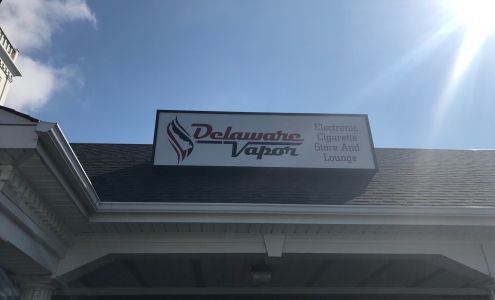 Delaware
Vapor
Electronic
Cigarette
Store And
Lounge